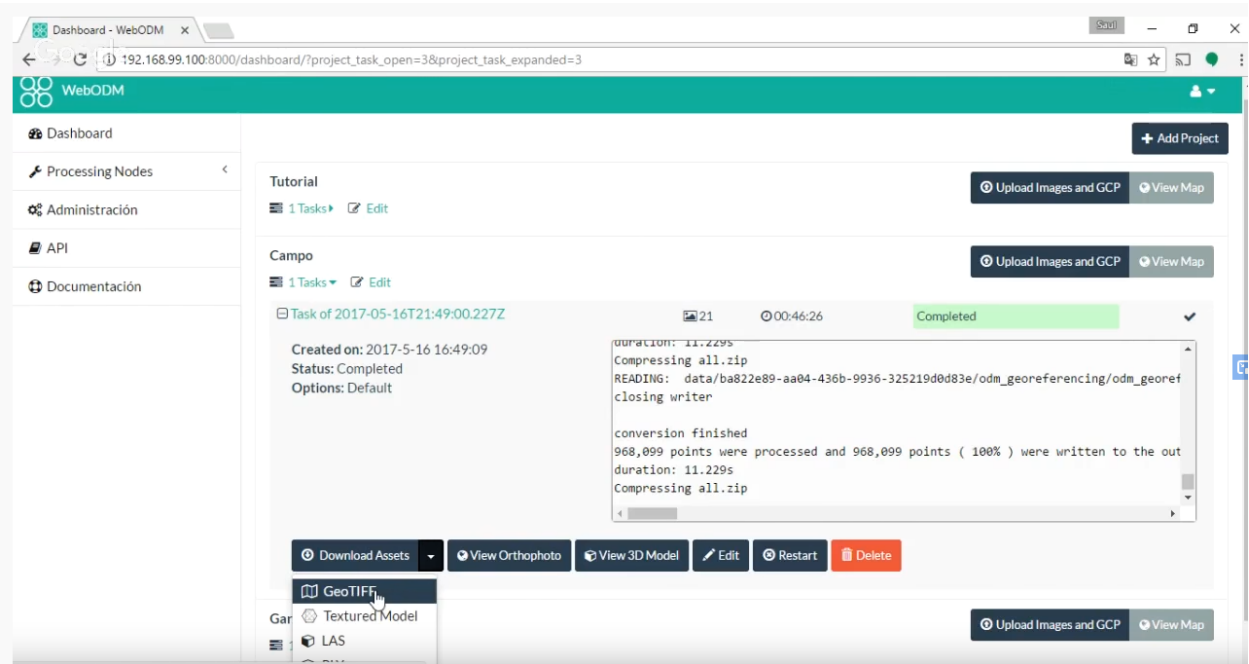 Dashboard - WebODM
Saul
192.168.99.100:8000/dashboard/?project_task_open=3&project_task_expanded=3
WebODM
Dashboard
Add Project
Processing Nodes
Tutorial
Upload Images and GCP
View Map
1 Tasks
Edit
Administración
API
Campo
Upload Images and GCP
View Map
1 Tasks
Edit
Documentación
Task of 2017-05-16T21:49:00.227Z
21
00:46:26
Completed
Created on: 2017-5-16 16:49:09
Status: Completed
Options: Default
duration: 11.229s
Compressing all.zip
READING: data/ba822e89-aa04-436b-9936-325219d0d83e/odm_georeferencing/odm_georef
closing writer
conversion finished
968,099 points were processed and 968,099 points ( 100% ) were written to the out
duration: 11.229s
Compressing all.zip
Download Assets
View Orthophoto
View 3D Model
Edit
Restart
Delete
GeoTIFF
Textured Model
LAS
Gar
Upload Images and GCP
View Map